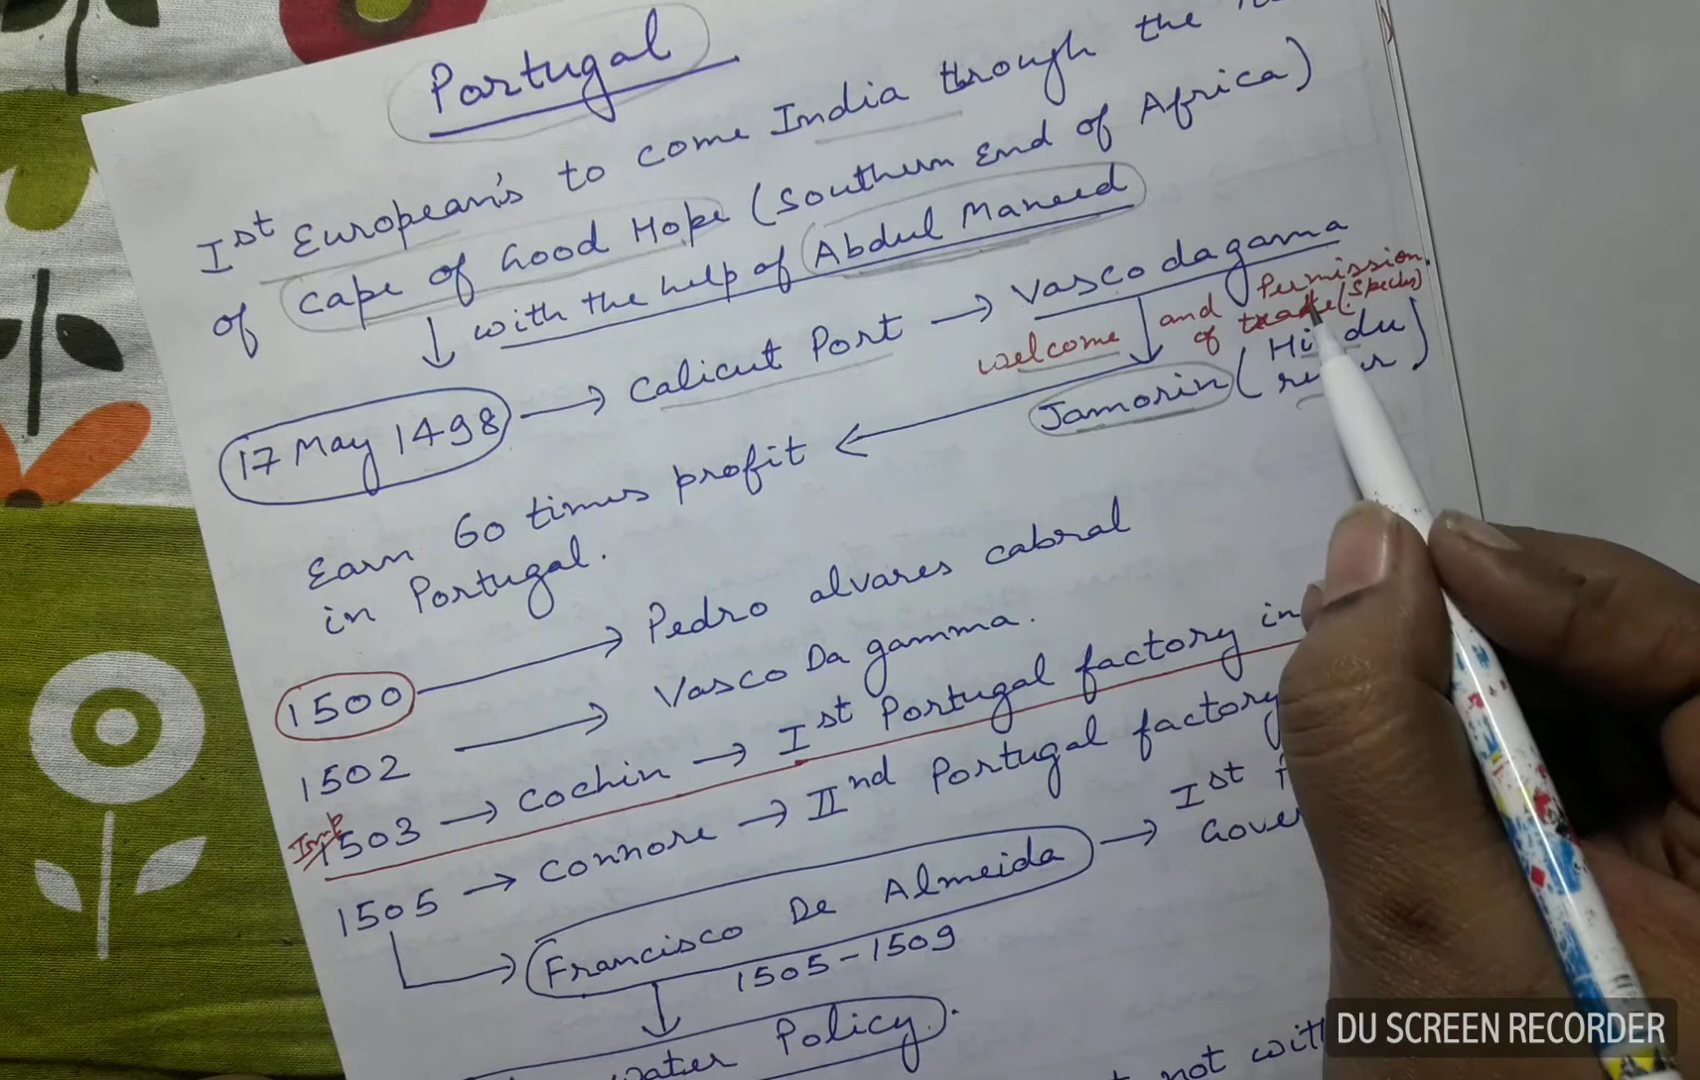 Portugal
Ist European's to come India through the
of Cape of Good Hope (Southern End of Africa)
with the help of Abdul Maneed
17 May 1498 → Calicut Port → Vasco da gama
welcome and Permission.
of trade (Spices)
Jamorin (Hindu
ruler)
Earn 60 times profit
in Portugal.
1500 → Pedro alvares cabral
1502 → Vasco Da gamma.
Imp
1503 → Cochin → Ist Portugal factory in
1505 → Connore → IInd Portugal factory
Francisco De Almeida → Ist
1505-1509
water Policy.
not
DU SCREEN RECORDER